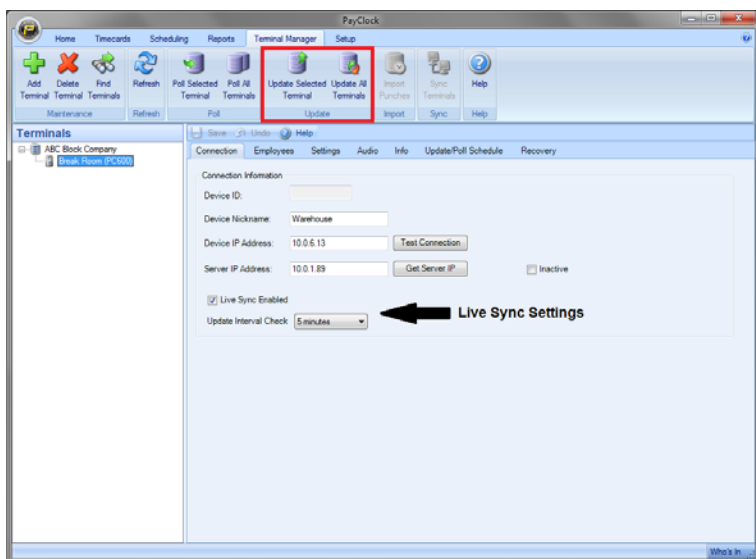 PayClock
Home Timecards Scheduling Reports Terminal Manager Setup
Add Terminal Delete Terminal Find Terminals Refresh Poll Selected Terminal Poll All Terminals Update Selected Terminal Update All Terminals Import Punches Sync Terminals Help
Maintenance Refresh Poll Update Import Sync Help
Terminals
Save Undo Help
ABC Block Company
Break Room (PC600)
Connection Employees Settings Audio Info Update/Poll Schedule Recovery
Connection Information
Device ID:
Device Nickname: Warehouse
Device IP Address: 10.0.6.13 Test Connection
Server IP Address: 10.0.1.89 Get Server IP Inactive
Live Sync Enabled
Update Interval Check 5 minutes
Live Sync Settings
Who's In